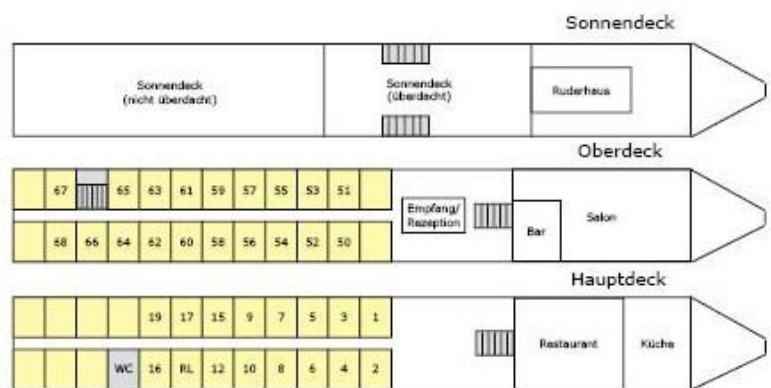 Sonnendeck
Sonnendeck
(nicht überdacht)
Sonnendeck
(überdacht)
Ruderhaus
Oberdeck
67 65 63 61 59 57 55 53 51
Empfang/
Rezeption
Bar
Salon
68 66 64 62 60 58 56 54 52 50
Hauptdeck
19 17 15 9 7 5 3 1
Restaurant
Küche
WC 16 RL 12 10 8 6 4 2